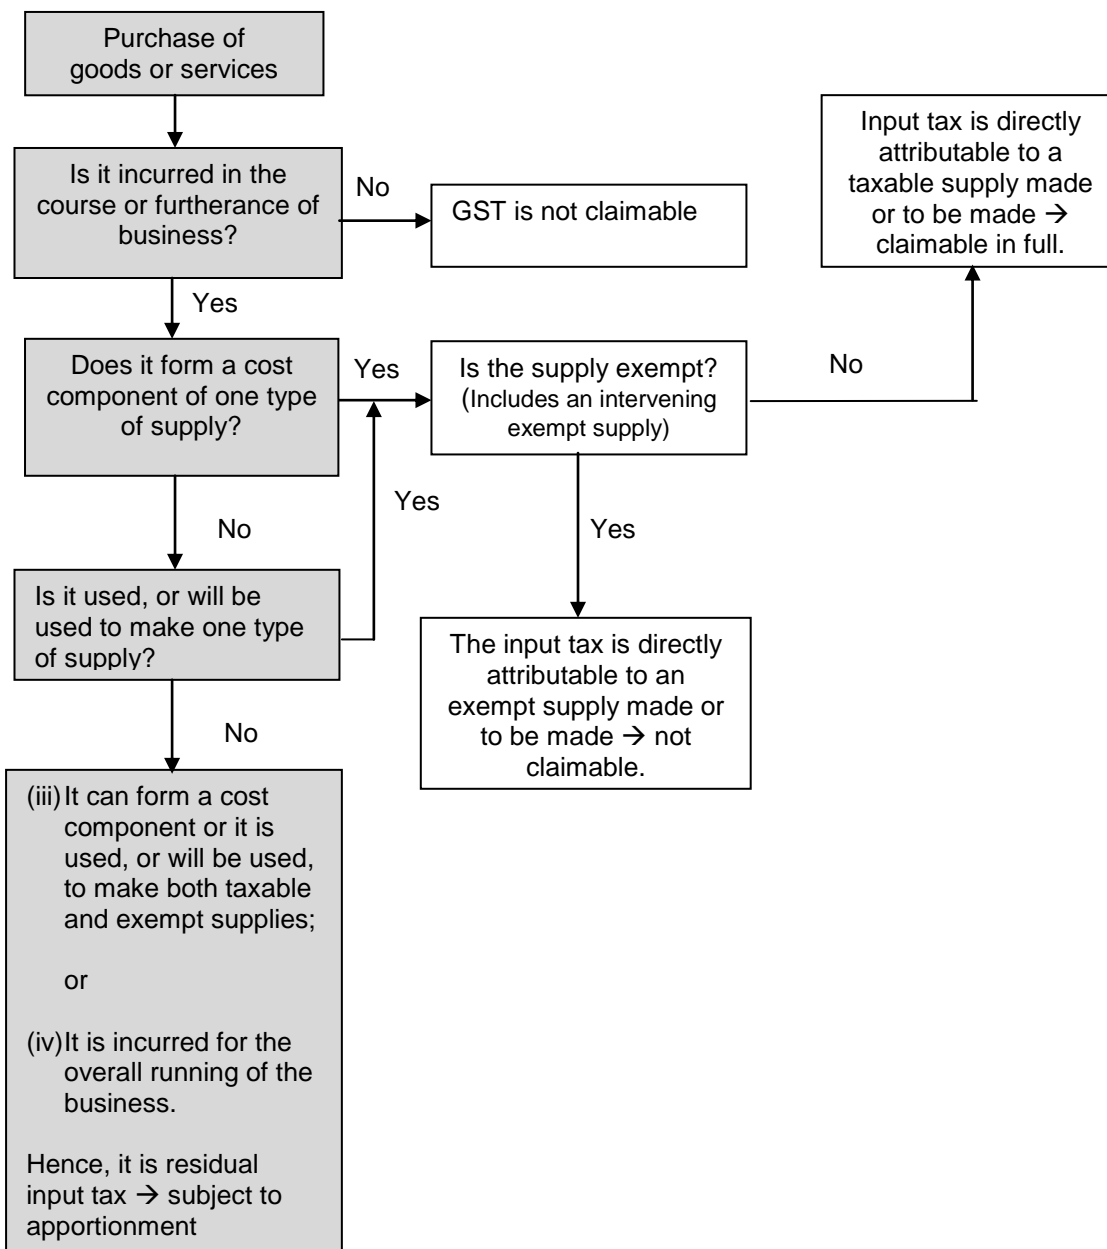 Purchase of
goods or services
Is it incurred in the
course or furtherance of
business?
No
GST is not claimable
Input tax is directly
attributable to a
taxable supply made
or to be made →
claimable in full.
Yes
Does it form a cost
component of one type
of supply?
Yes
Is the supply exempt?
(Includes an intervening
exempt supply)
No
Yes
No
Yes
Is it used, or will be
used to make one type
of supply?
The input tax is directly
attributable to an
exempt supply made or
to be made → not
claimable.
No
(iii) It can form a cost
component or it is
used, or will be used,
to make both taxable
and exempt supplies;
or
(iv) It is incurred for the
overall running of the
business.
Hence, it is residual
input tax → subject to
apportionment